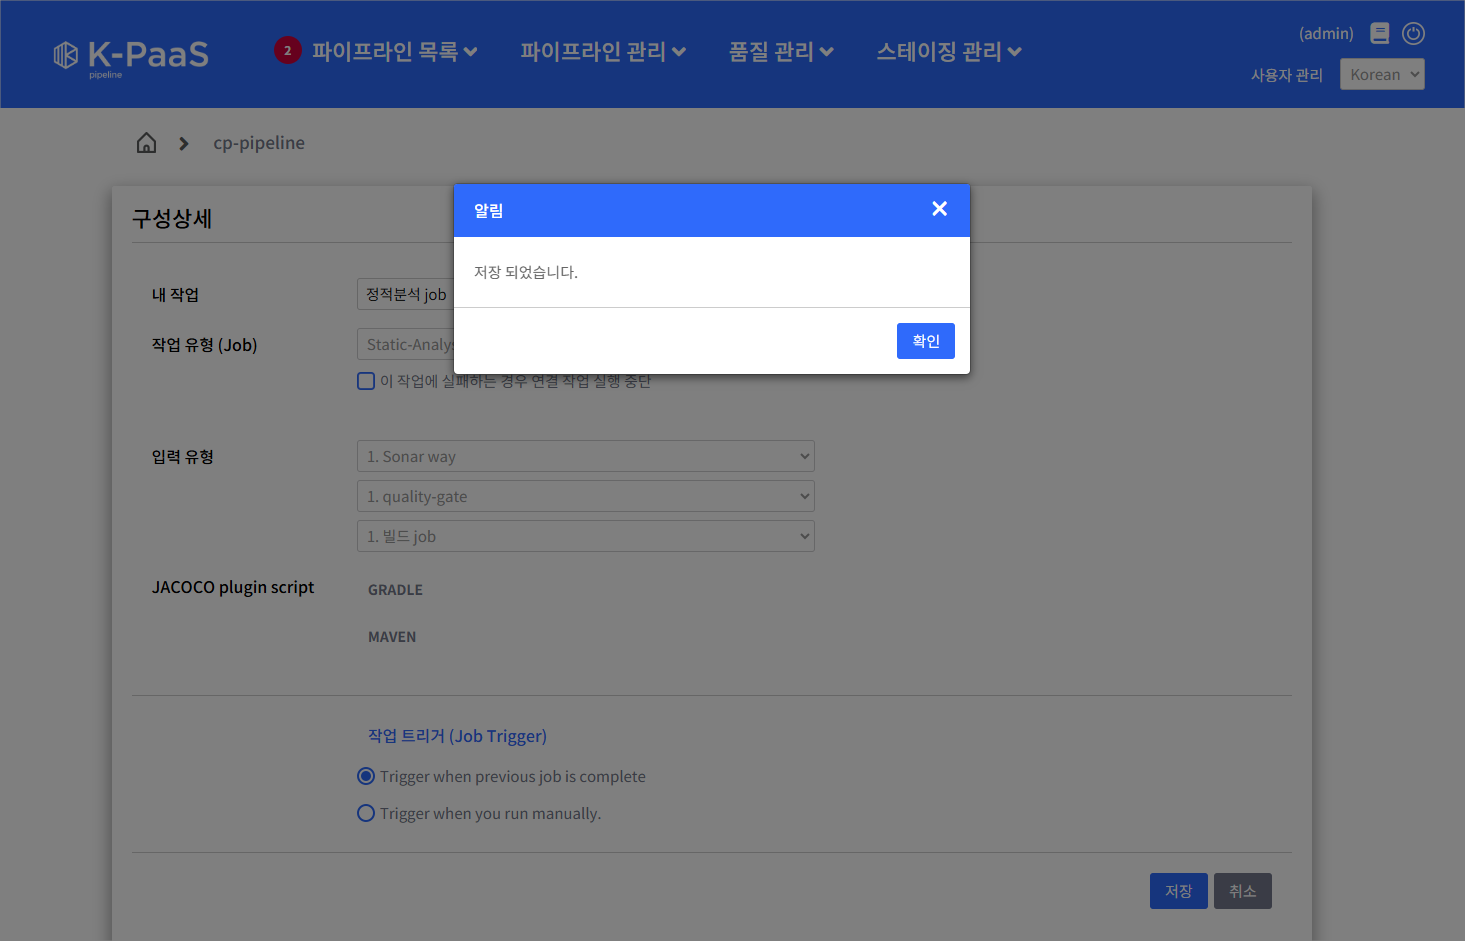 K-PaaS
pipeline
2 파이프라인 목록
파이프라인 관리
품질 관리
스테이징 관리
(admin)
사용자 관리
Korean
cp-pipeline
구성상세
알림
저장 되었습니다.
확인
내 작업
정적분석 job
작업 유형 (Job)
Static-Analys
이 작업에 실패하는 경우 연결 작업 실행 중단
입력 유형
1. Sonar way
1. quality-gate
1. 빌드 job
JACOCO plugin script
GRADLE
MAVEN
작업 트리거 (Job Trigger)
Trigger when previous job is complete
Trigger when you run manually.
저장
취소